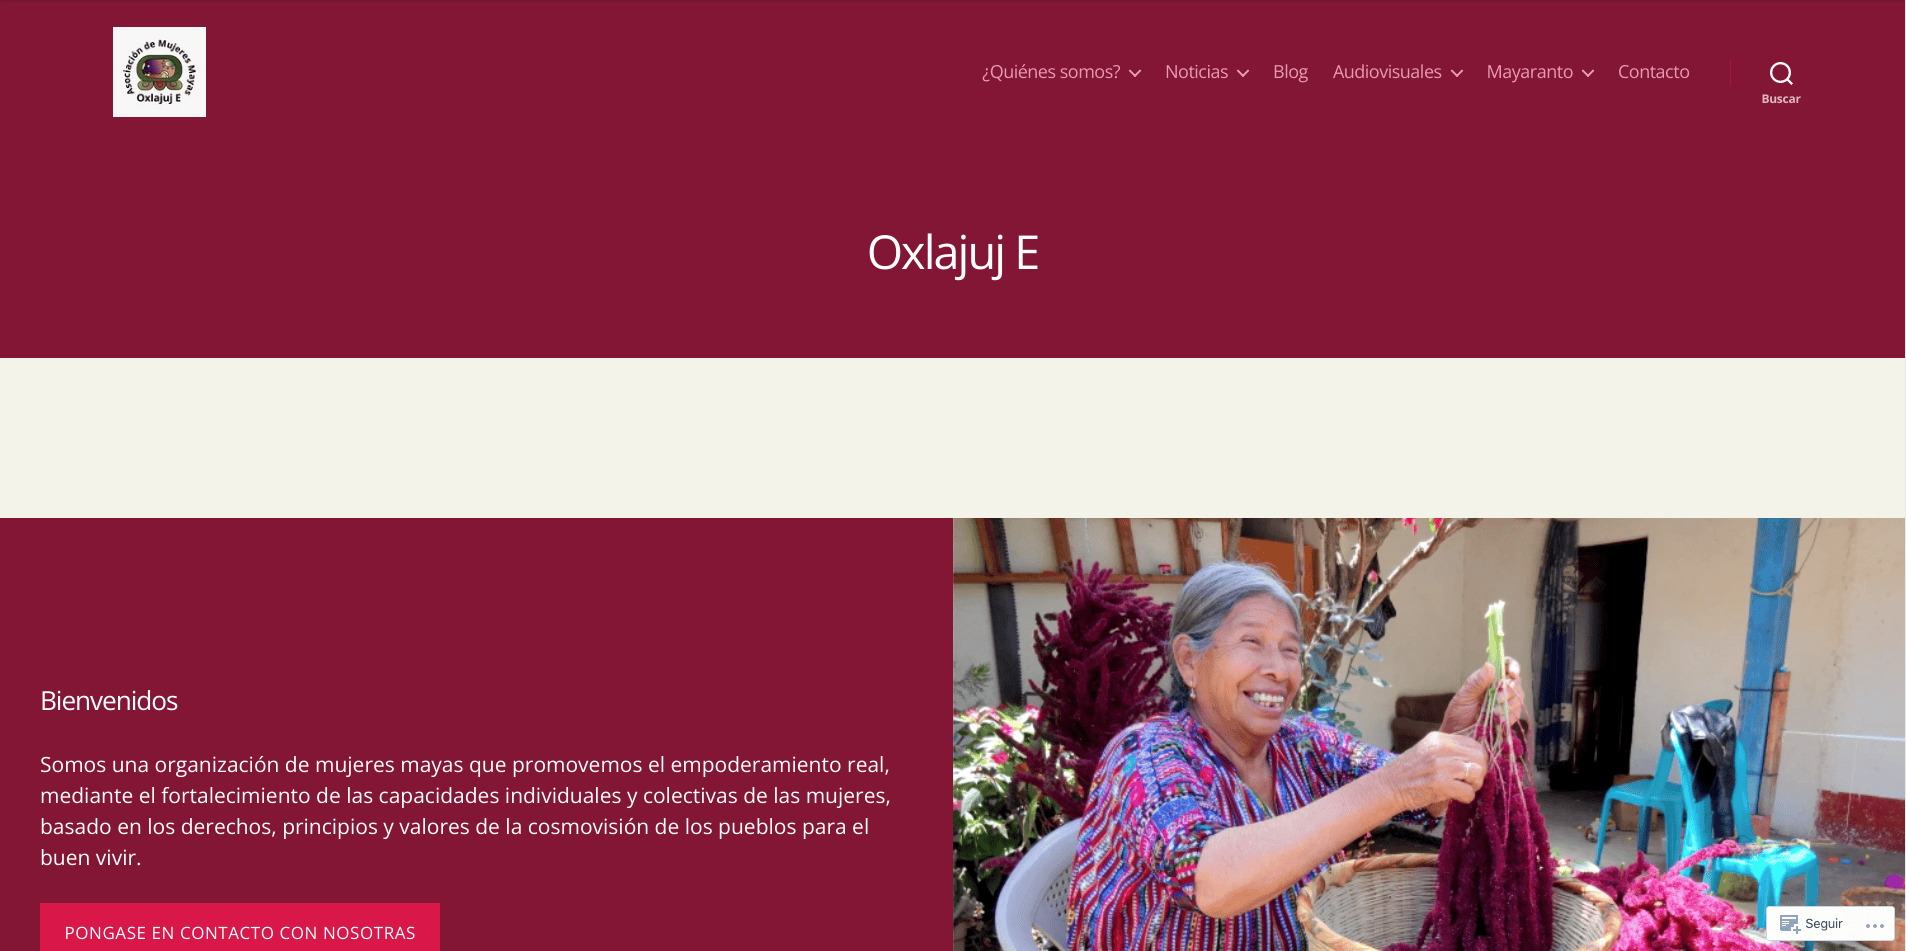 Asociación de Mujeres Mayas
Oxlajuj E
¿Quiénes somos? Noticias Blog Audiovisuales Mayaranto Contacto
Buscar
Oxlajuj E
Bienvenidos
Somos una organización de mujeres mayas que promovemos el empoderamiento real,
mediante el fortalecimiento de las capacidades individuales y colectivas de las mujeres,
basado en los derechos, principios y valores de la cosmovisión de los pueblos para el
buen vivir.
PONGASE EN CONTACTO CON NOSOTRAS
Seguir